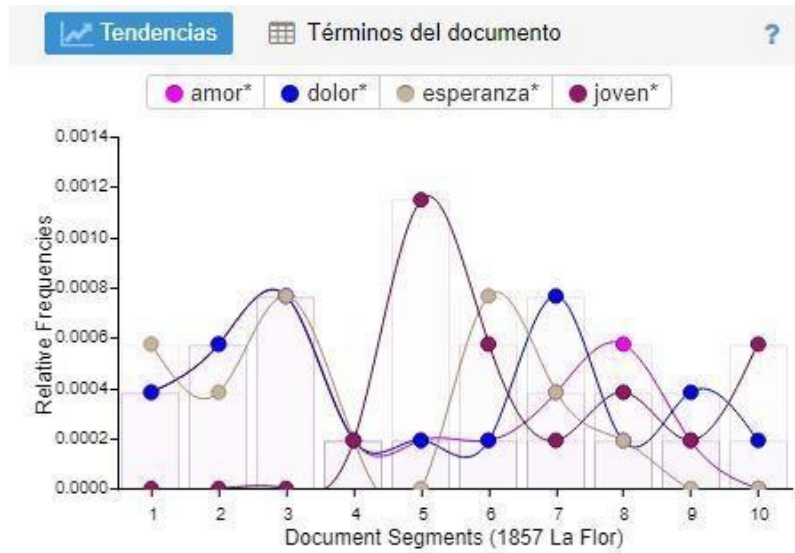 Tendencias Términos del documento ?
amor* dolor* esperanza* joven*
Relative Frequencies
0.0014
0.0012
0.0010
0.0008
0.0006
0.0004
0.0002
0.0000
1 2 3 4 5 6 7 8 9 10
Document Segments (1857 La Flor)